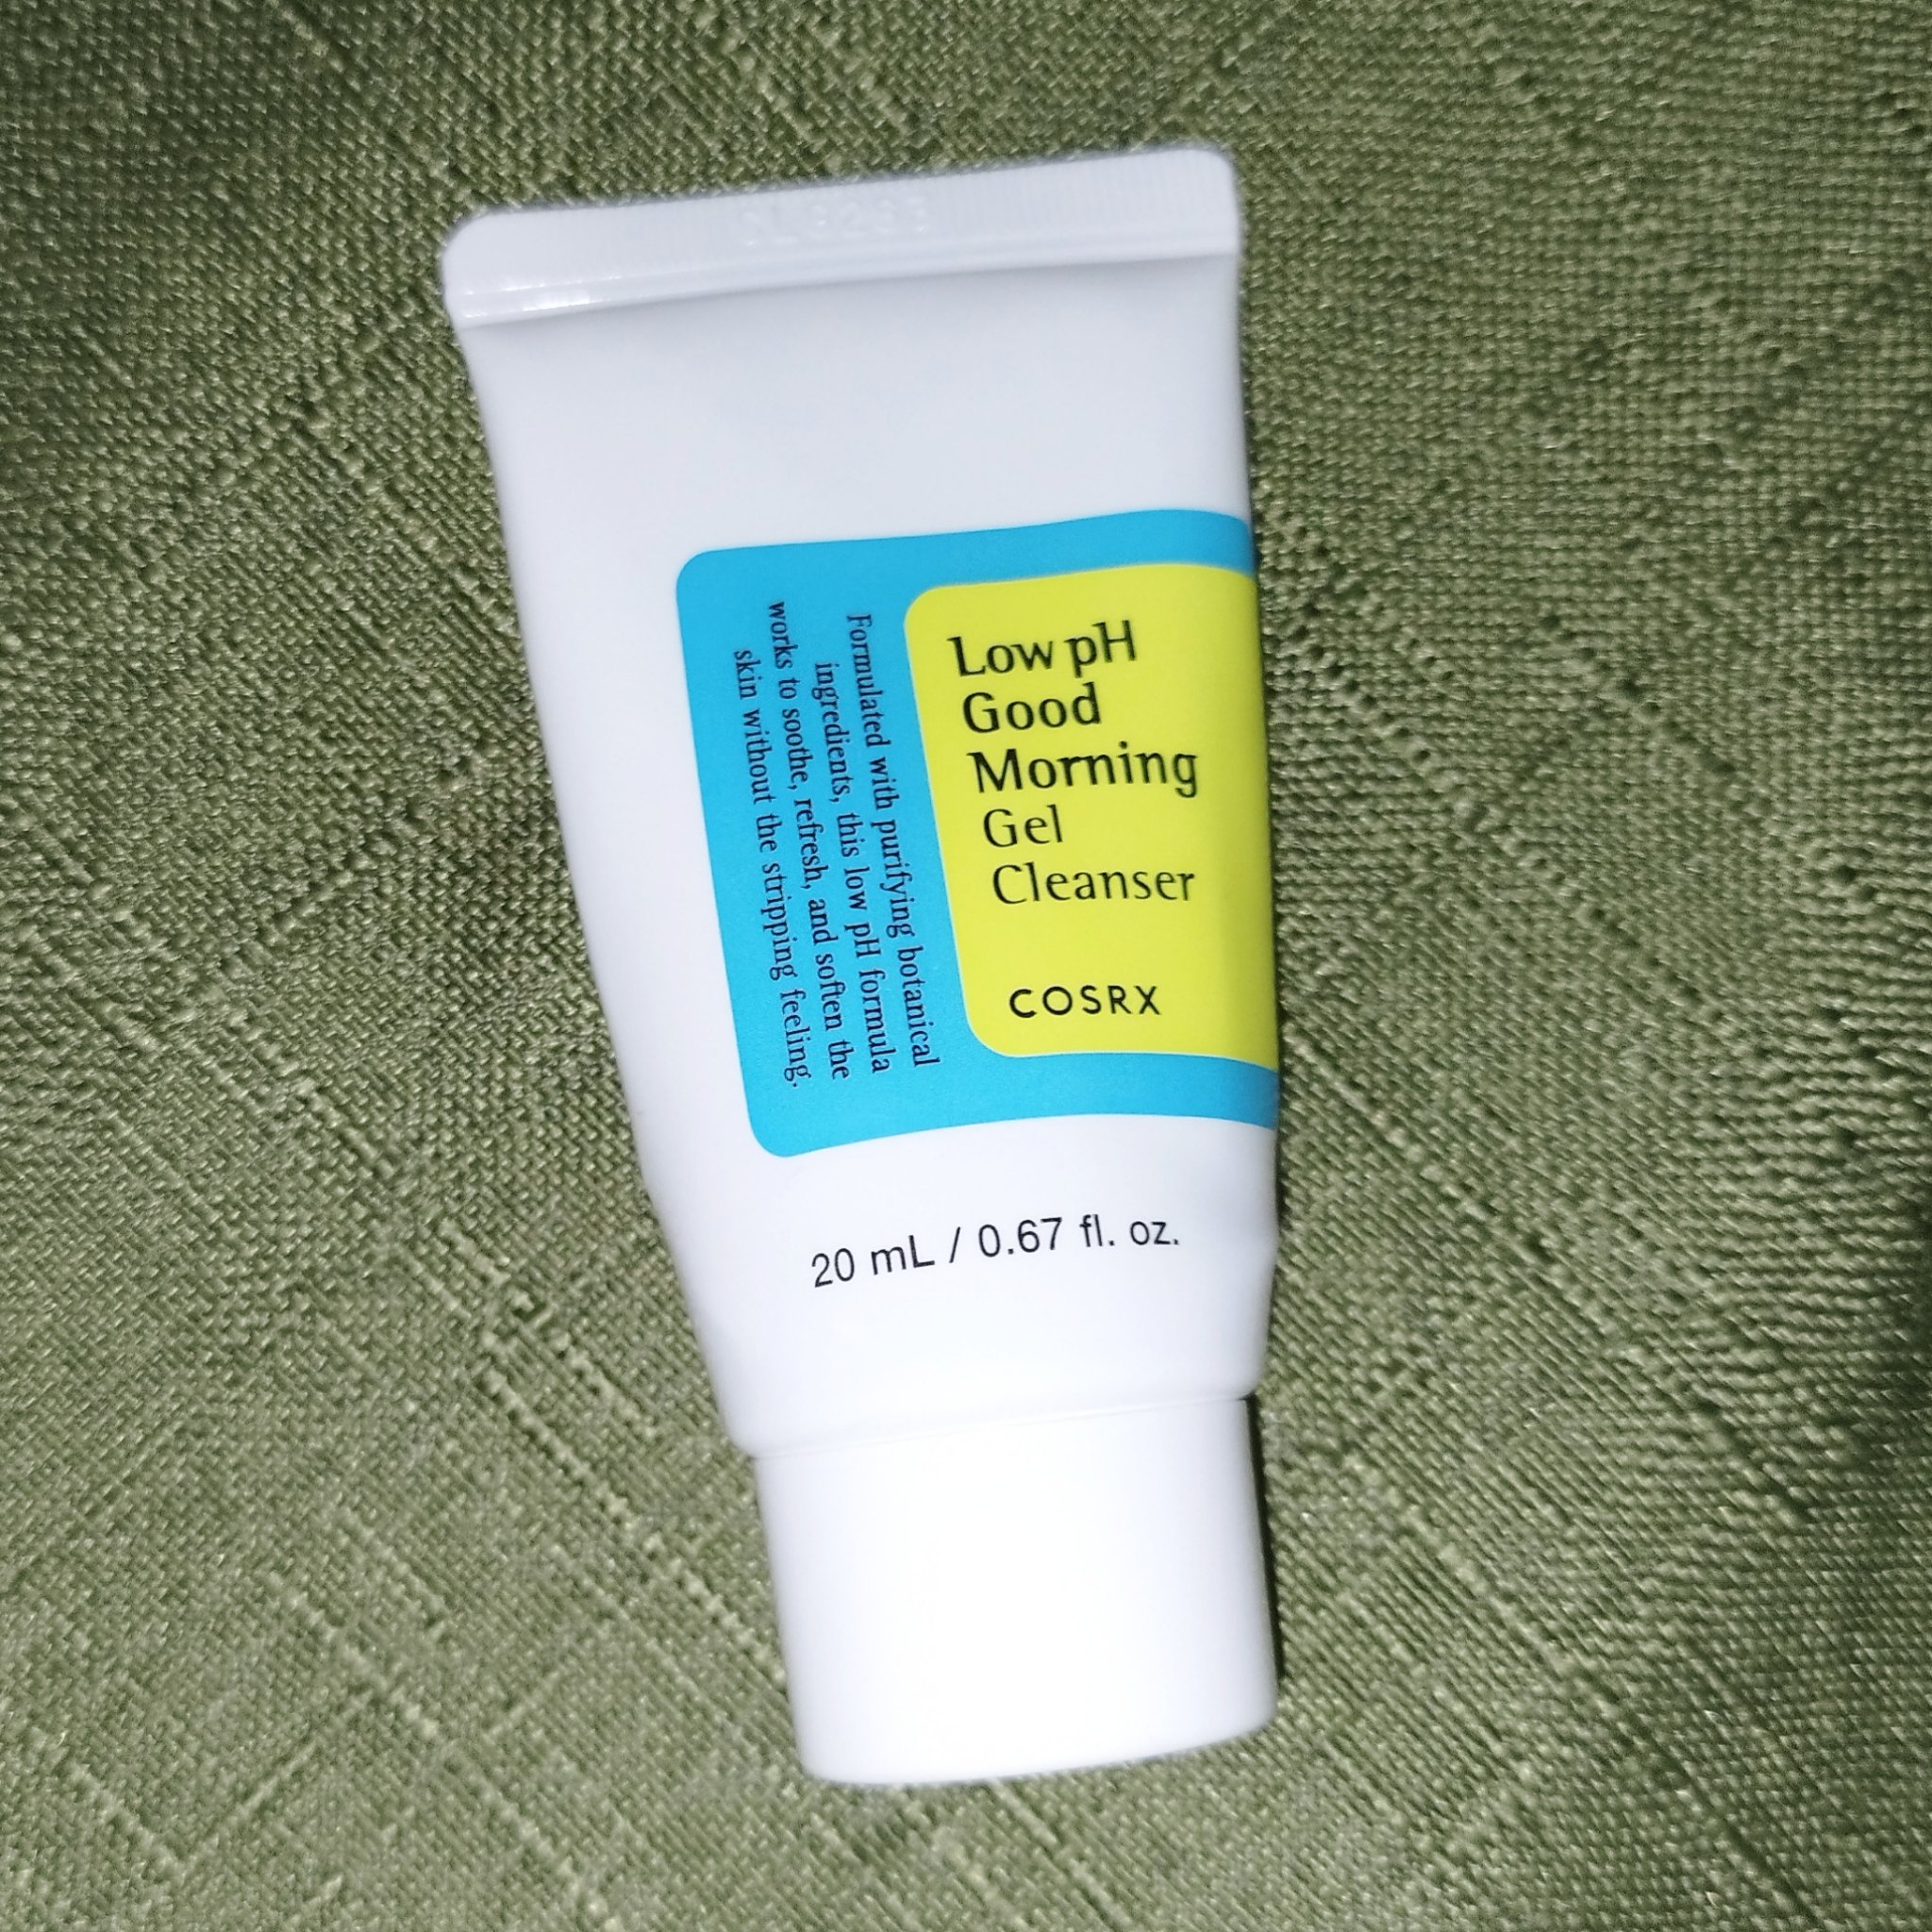 Low pH
Good
Morning
Gel
Cleanser
COSRX
Formulated with purifying botanical
ingredients, this low pH formula
works to soothe, refresh, and soften the
skin without the stripping feeling.
20 mL / 0.67 fl. oz.